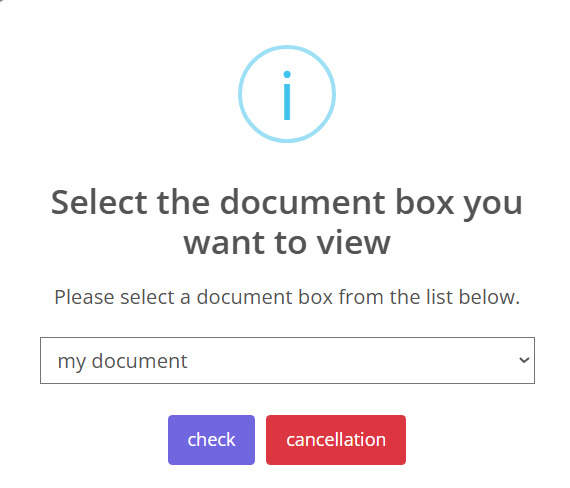 Select the document box you
want to view
Please select a document box from the list below.
my document
check cancellation